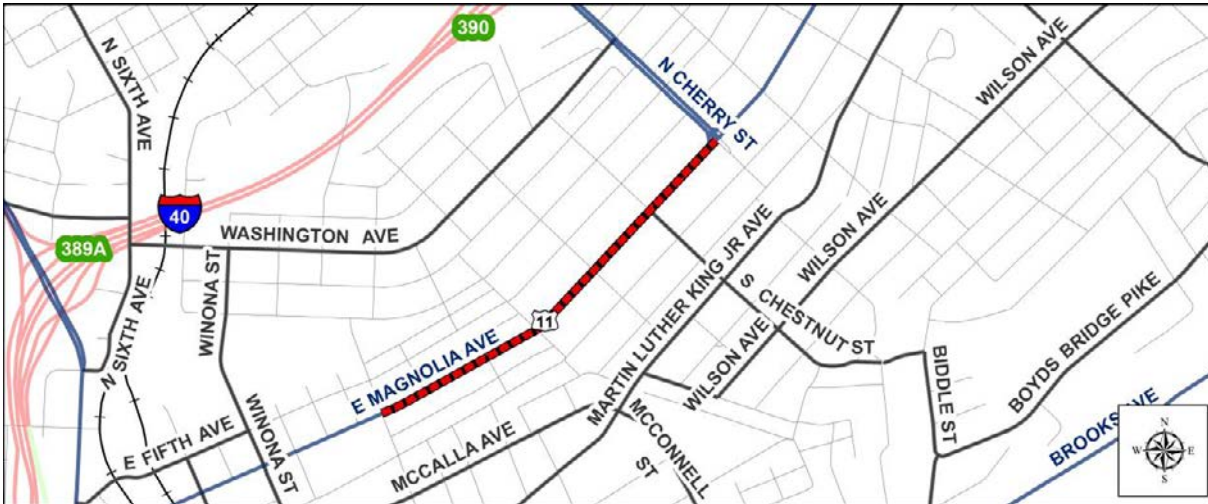 390
N SIXTH AVE
N CHERRY ST
WILSON AVE
40
389A
WASHINGTON AVE
WINONA ST
N SIXTH AVE
MARTIN LUTHER KING JR AVE
WILSON AVE
S CHESTNUT ST
11
E MAGNOLIA AVE
WILSON AVE
BIDDLE ST
BOYDS BRIDGE PIKE
BROOKS AVE
E FIFTH AVE
WINONA ST
MCCALLA AVE
MCCONNELL ST
N
W E
S